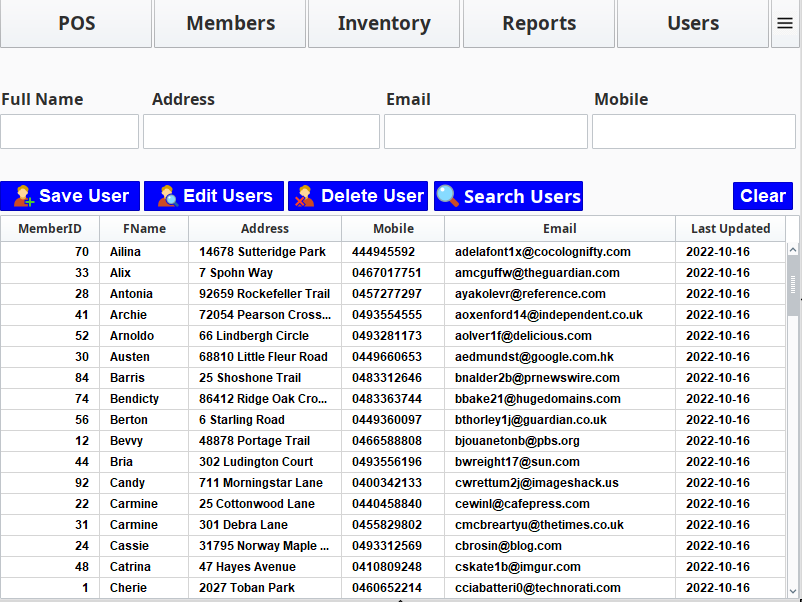 POS Members Inventory Reports Users
Full Name Address Email Mobile
Save User Edit Users Delete User Search Users Clear
MemberID FName Address Mobile Email Last Updated
70 Ailina 14678 Sutteridge Park 444945592 adelafont1x@cocolognifty.com 2022-10-16
33 Alix 7 Spohn Way 0467017751 amcguffw@theguardian.com 2022-10-16
28 Antonia 92659 Rockefeller Trail 0457277297 ayakolevr@reference.com 2022-10-16
41 Archie 72054 Pearson Cross... 0493554555 aoxenford14@independent.co.uk 2022-10-16
52 Arnoldo 66 Lindbergh Circle 0493281173 aolver1f@delicious.com 2022-10-16
30 Austen 68810 Little Fleur Road 0449660653 aedmundst@google.com.hk 2022-10-16
84 Barris 25 Shoshone Trail 0483312646 bnalder2b@prnewswire.com 2022-10-16
74 Bendicty 86412 Ridge Oak Cro... 0483363744 bbake21@hugedomains.com 2022-10-16
56 Berton 6 Starling Road 0449360097 bthorley1j@guardian.co.uk 2022-10-16
12 Bevvy 48878 Portage Trail 0466588808 bjouanetonb@pbs.org 2022-10-16
44 Bria 302 Ludington Court 0493556196 bwreight17@sun.com 2022-10-16
92 Candy 711 Morningstar Lane 0400342133 cwrettum2j@imageshack.us 2022-10-16
22 Carmine 25 Cottonwood Lane 0440458840 cewinl@cafepress.com 2022-10-16
31 Carmine 301 Debra Lane 0455829802 cmcbreartyu@thetimes.co.uk 2022-10-16
24 Cassie 31795 Norway Maple ... 0493312569 cbrosin@blog.com 2022-10-16
48 Catrina 47 Hayes Avenue 0410809248 cskate1b@imgur.com 2022-10-16
1 Cherie 2027 Toban Park 0460652214 cciabatteri0@technorati.com 2022-10-16